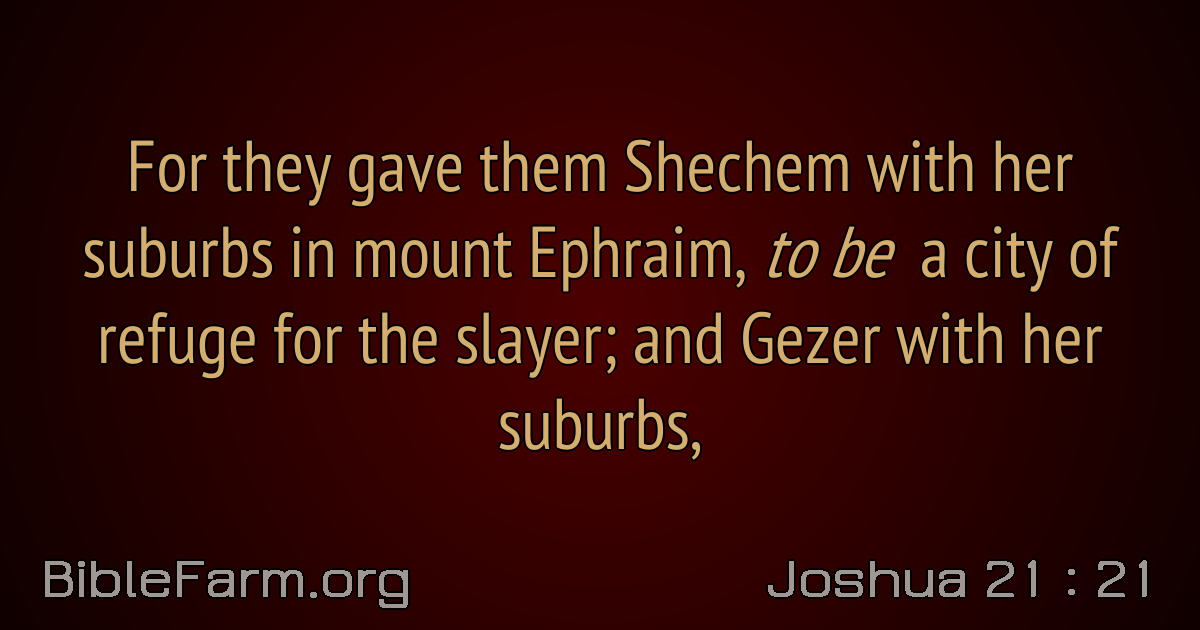 For they gave them Shechem with her
suburbs in mount Ephraim, to be a city of
refuge for the slayer; and Gezer with her
suburbs,
BibleFarm.org
Joshua 21 : 21